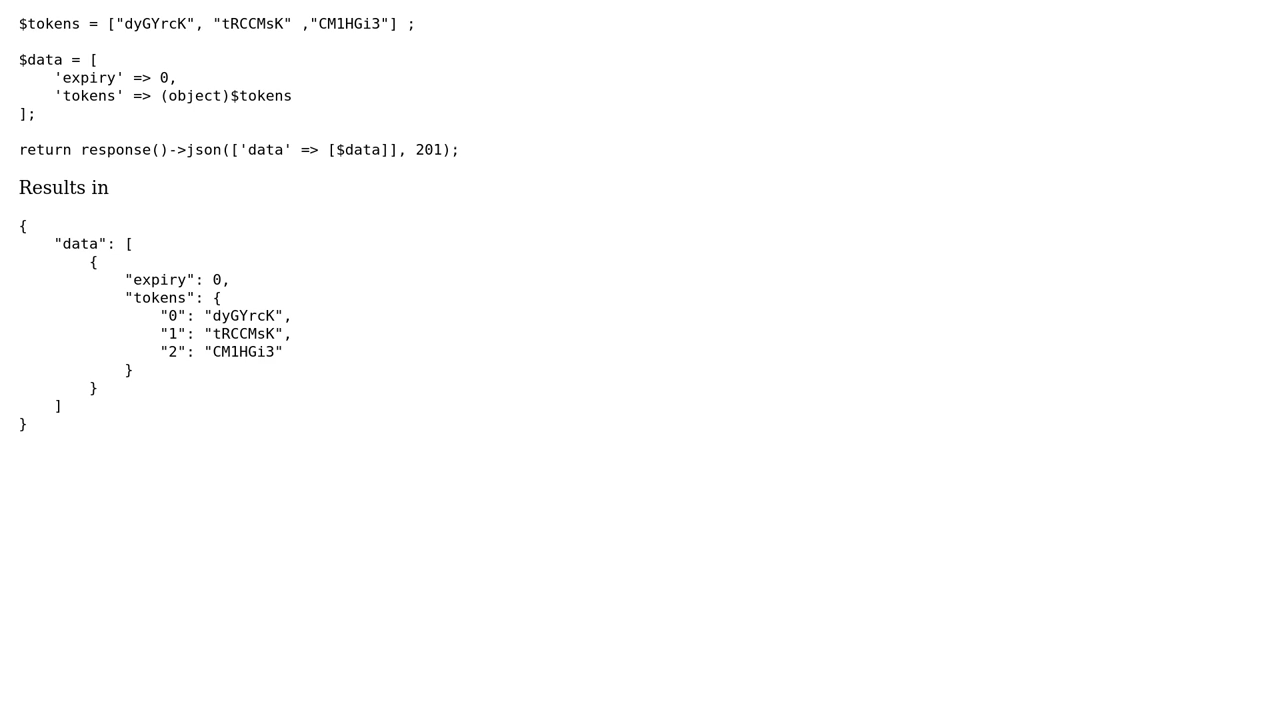 $tokens = ["dyGYrcK", "tRCCMsK" ,"CM1HGi3"] ;

$data = [
    'expiry' => 0,
    'tokens' => (object)$tokens
];

return response()->json(['data' => [$data]], 201);

Results in

{
    "data": [
        {
            "expiry": 0,
            "tokens": {
                "0": "dyGYrcK",
                "1": "tRCCMsK",
                "2": "CM1HGi3"
            }
        }
    ]
}